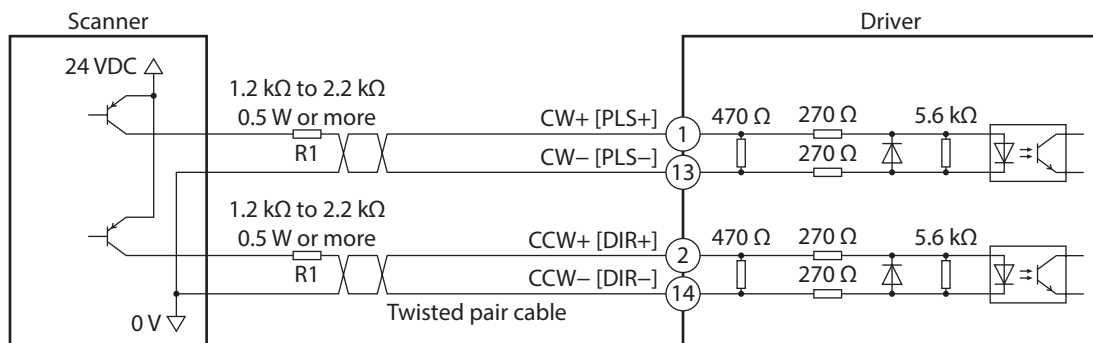 Scanner
Driver
24 VDC
1.2 kΩ to 2.2 kΩ
0.5 W or more
R1
CW+ [PLS+]
1
CW− [PLS−]
13
470 Ω
270 Ω
270 Ω
5.6 kΩ
1.2 kΩ to 2.2 kΩ
0.5 W or more
R1
CCW+ [DIR+]
2
CCW− [DIR−]
14
470 Ω
270 Ω
270 Ω
5.6 kΩ
0 V
Twisted pair cable